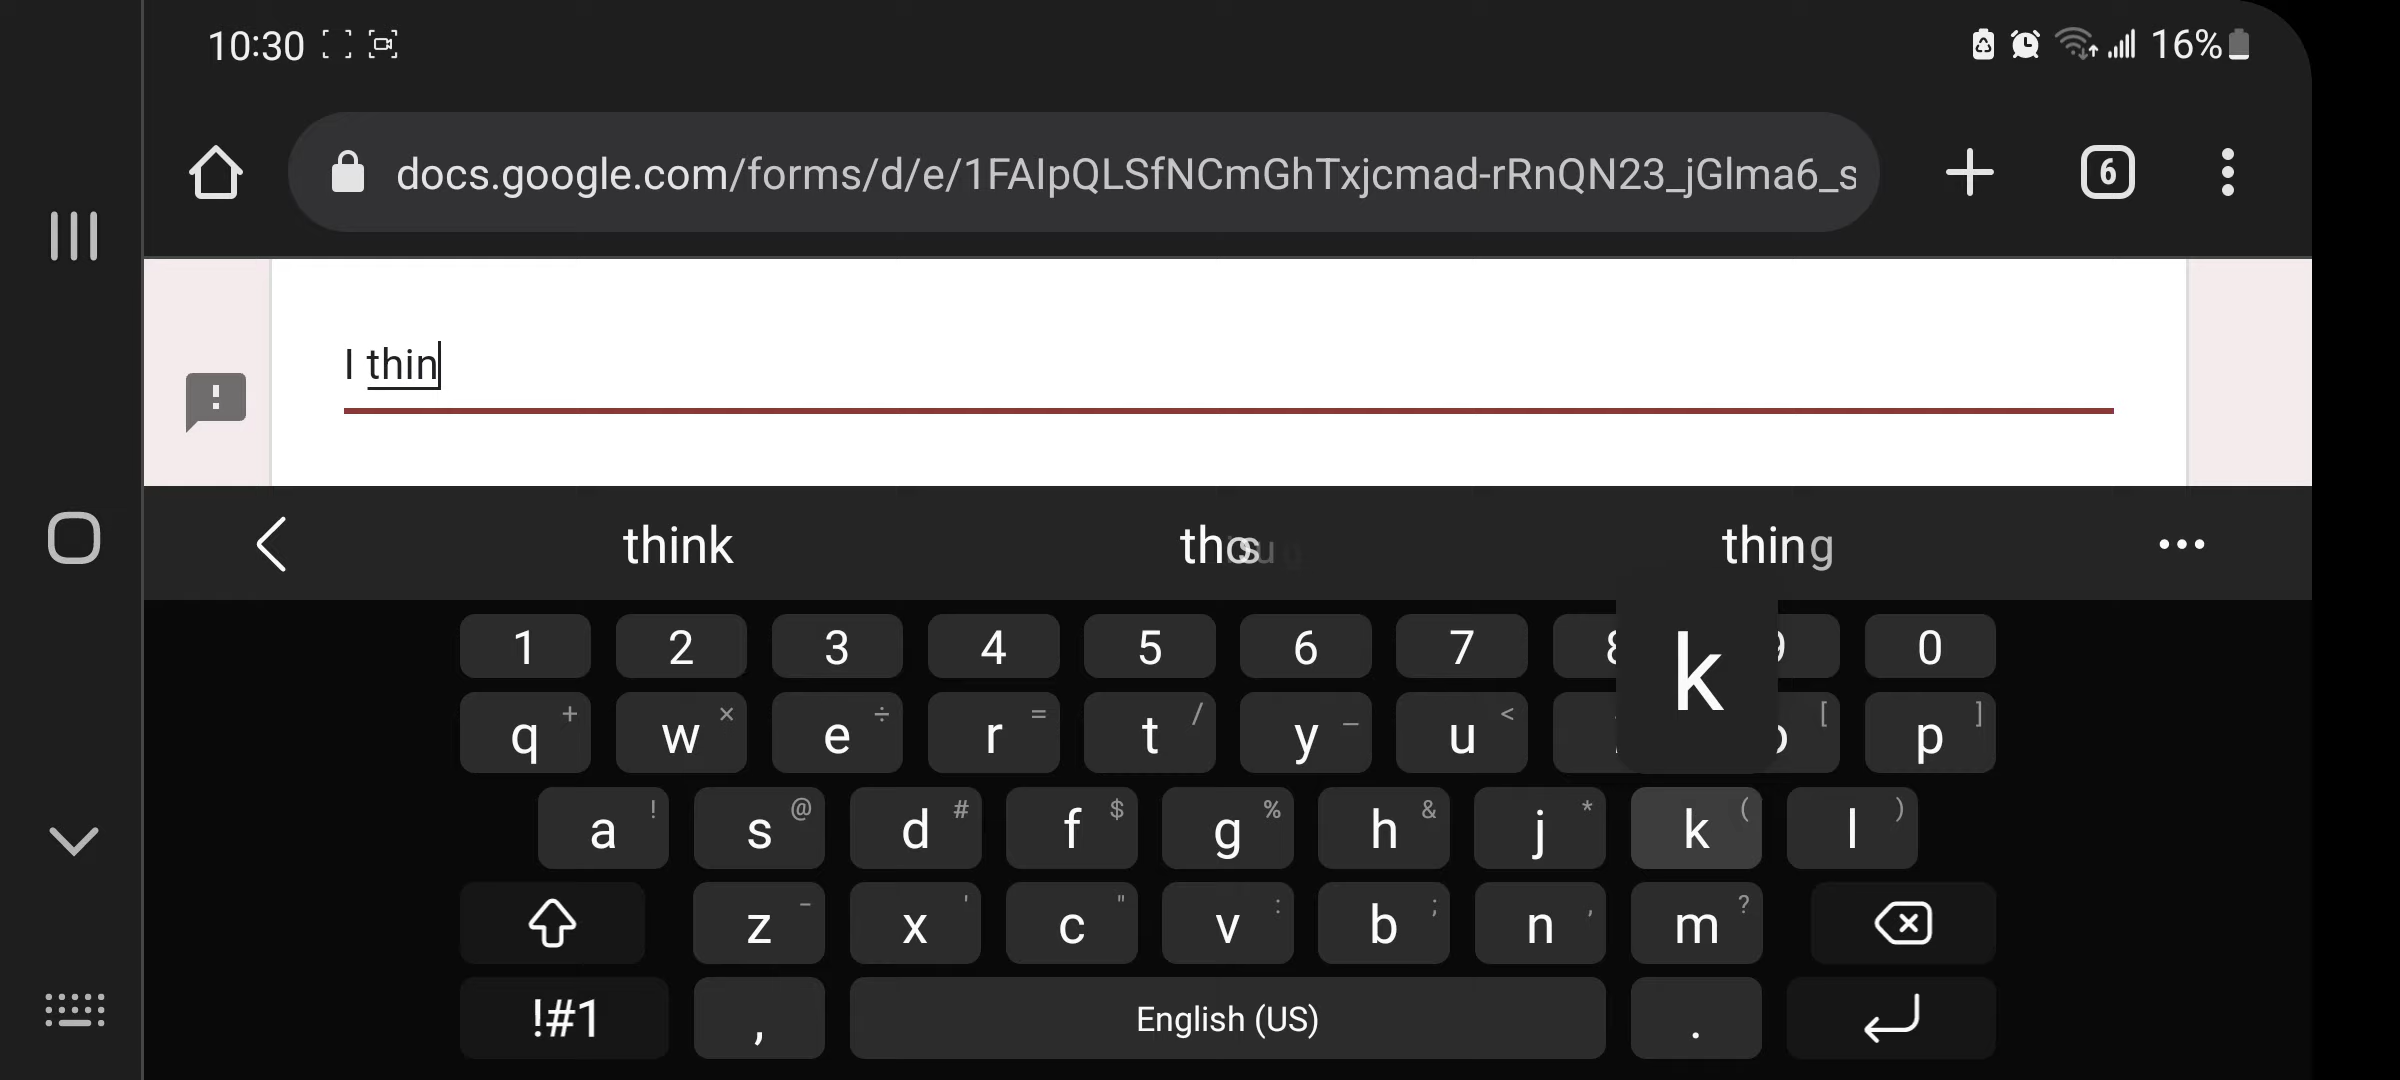 10:30 16%
docs.google.com/forms/d/e/1FAIpQLSfNCmGhTxjcmad-rRnQN23_jGlma6_s
6
I thin
think thing
1 2 3 4 5 6 7 0
k
q + w × e ÷ r = t / y _ u < [ p ]
a ! s @ d # f $ g % h & j * k ( l )
z - x ' c " v : b ; n , m ?
!#1 , English (US) .